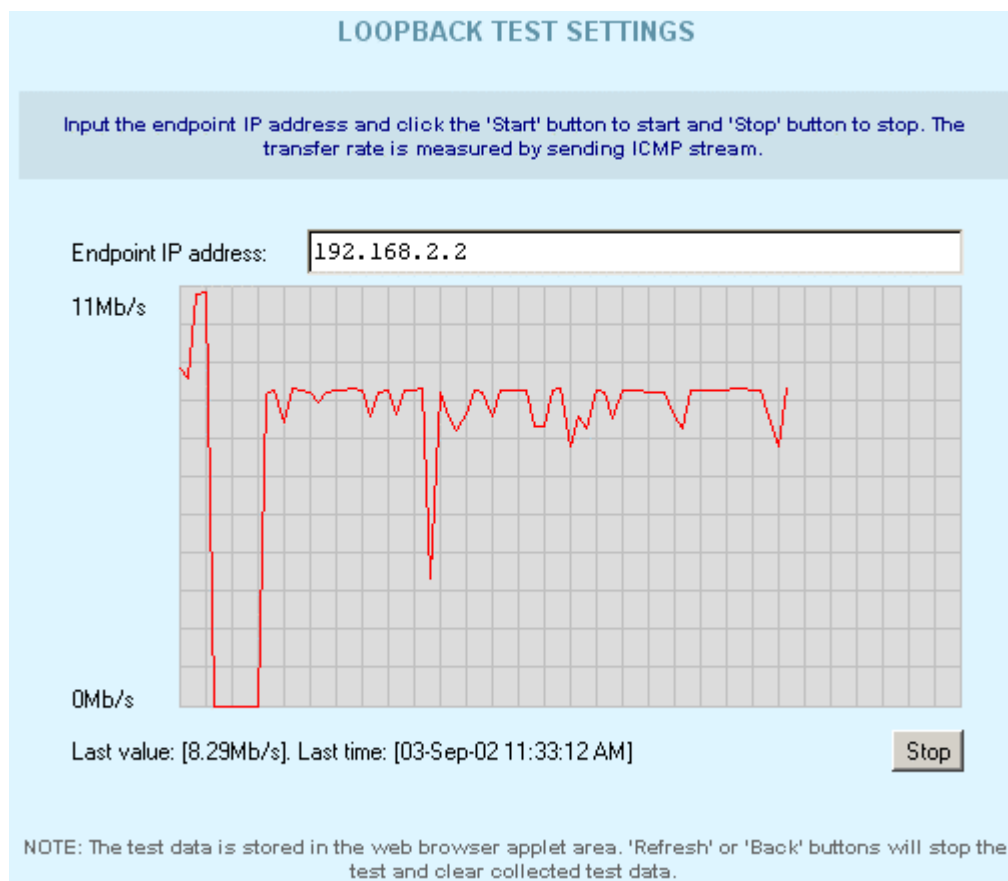 LOOPBACK TEST SETTINGS
Input the endpoint IP address and click the 'Start' button to start and 'Stop' button to stop. The
transfer rate is measured by sending ICMP stream.
Endpoint IP address: 192.168.2.2
11Mb/s
0Mb/s
Last value: [8.29Mb/s]. Last time: [03-Sep-02 11:33:12 AM] Stop
NOTE: The test data is stored in the web browser applet area. 'Refresh' or 'Back' buttons will stop the
test and clear collected test data.